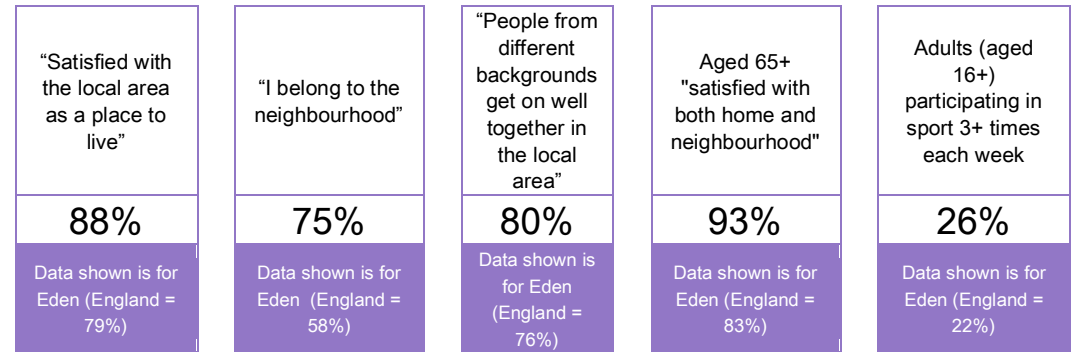 “Satisfied with
the local area
as a place to
live”
88%
Data shown is for
Eden (England =
79%)
“I belong to the
neighbourhood”
75%
Data shown is for
Eden  (England =
58%)
“People from
different
backgrounds
get on well
together in
the local
area”
80%
Data shown is
for Eden
(England =
76%)
Aged 65+
"satisfied with
both home and
neighbourhood"
93%
Data shown is for
Eden (England =
83%)
Adults (aged
16+)
participating in
sport 3+ times
each week
26%
Data shown is for
Eden (England =
22%)